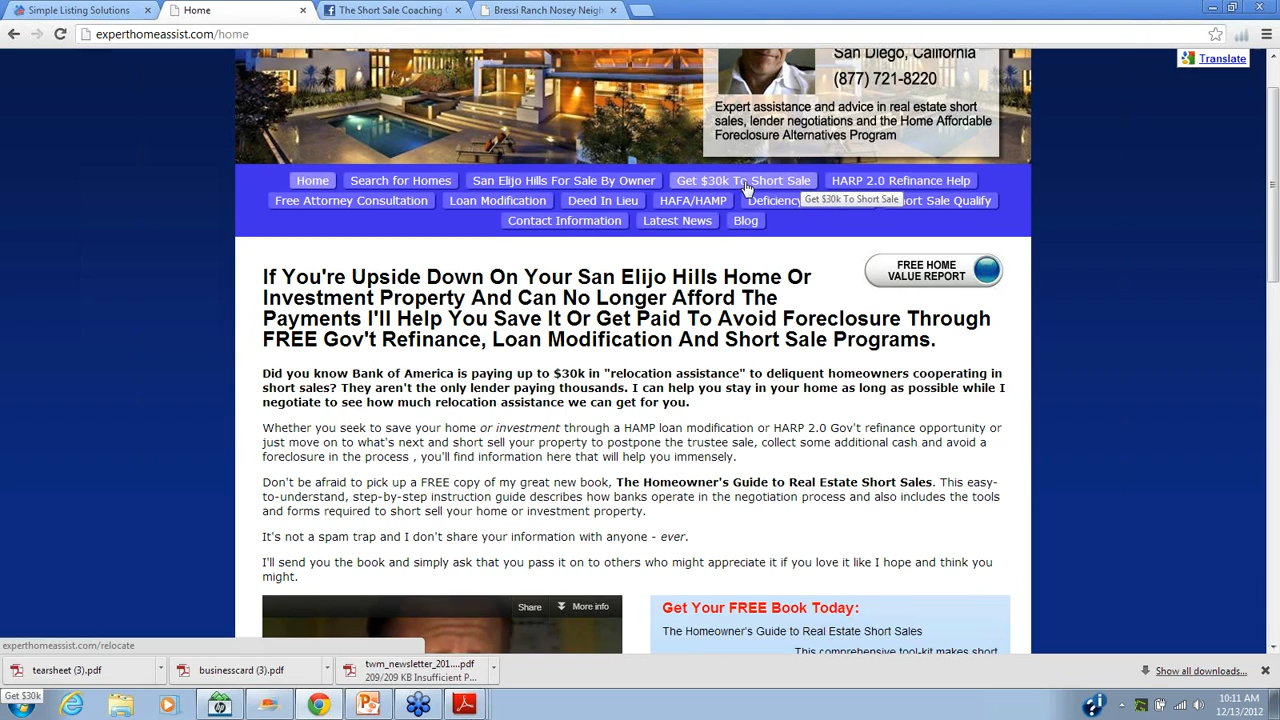 Simple Listing Solutions
Home
The Short Sale Coaching
Bressi Ranch Nosey Neigh
experthomeassist.com/home
Translate
San Diego, California
(877) 721-8220
Expert assistance and advice in real estate short
sales, lender negotiations and the Home Affordable
Foreclosure Alternatives Program
Home Search for Homes San Elijo Hills For Sale By Owner Get $30k To Short Sale HARP 2.0 Refinance Help
Free Attorney Consultation Loan Modification Deed In Lieu HAFA/HAMP Deficiency Short Sale Qualify
Get $30k To Short Sale
Contact Information Latest News Blog
FREE HOME
VALUE REPORT
If You're Upside Down On Your San Elijo Hills Home Or
Investment Property And Can No Longer Afford The
Payments I'll Help You Save It Or Get Paid To Avoid Foreclosure Through
FREE Gov't Refinance, Loan Modification And Short Sale Programs.
Did you know Bank of America is paying up to $30k in "relocation assistance" to deliquent homeowners cooperating in
short sales? They aren't the only lender paying thousands. I can help you stay in your home as long as possible while I
negotiate to see how much relocation assistance we can get for you.
Whether you seek to save your home or investment through a HAMP loan modification or HARP 2.0 Gov't refinance opportunity or
just move on to what's next and short sell your property to postpone the trustee sale, collect some additional cash and avoid a
foreclosure in the process , you'll find information here that will help you immensely.
Don't be afraid to pick up a FREE copy of my great new book, The Homeowner's Guide to Real Estate Short Sales. This easy-
to-understand, step-by-step instruction guide describes how banks operate in the negotiation process and also includes the tools
and forms required to short sell your home or investment property.
It's not a spam trap and I don't share your information with anyone - ever.
I'll send you the book and simply ask that you pass it on to others who might appreciate it if you love it like I hope and think you
might.
Share More info
Get Your FREE Book Today:
The Homeowner's Guide to Real Estate Short Sales
This comprehensive tool-kit makes short
experthomeassist.com/relocate
tearsheet (3).pdf
businesscard (3).pdf
twm_newsletter_201....pdf
209/209 KB Insufficient P...
Show all downloads...
Get $30k
10:11 AM
12/13/2012